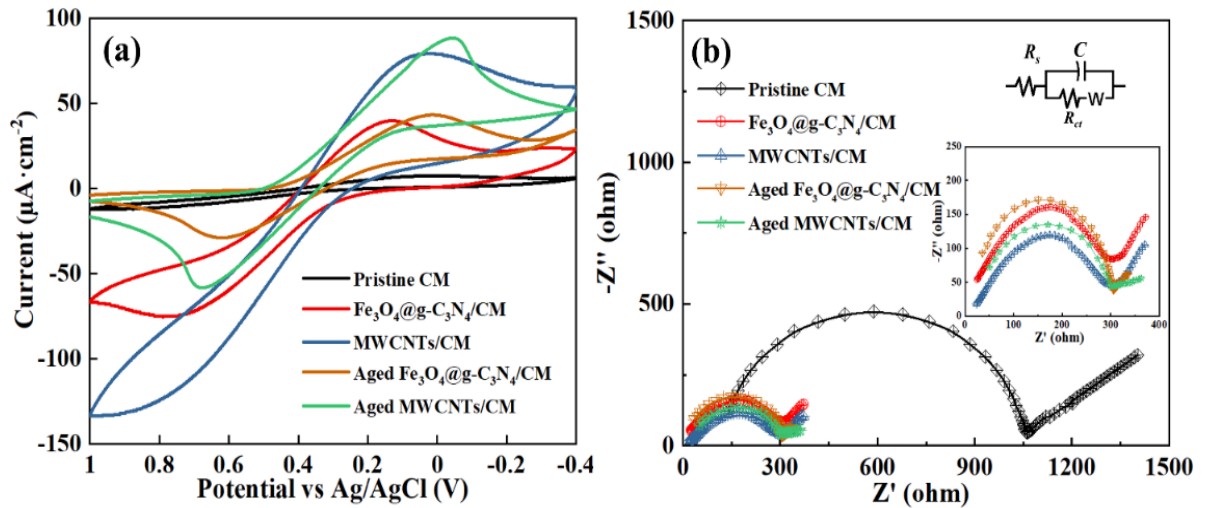 (a)
100
50
0
-50
-100
-150
Current (μA·cm⁻²)
1 0.8 0.6 0.4 0.2 0 -0.2 -0.4
Potential vs Ag/AgCl (V)
Pristine CM
Fe₃O₄@g-C₃N₄/CM
MWCNTs/CM
Aged Fe₃O₄@g-C₃N₄/CM
Aged MWCNTs/CM
(b)
1500
1000
500
0
-Z'' (ohm)
0 300 600 900 1200 1500
Z' (ohm)
Pristine CM
Fe₃O₄@g-C₃N₄/CM
MWCNTs/CM
Aged Fe₃O₄@g-C₃N₄/CM
Aged MWCNTs/CM
Rs C
W
Rct
250
200
150
100
50
0
-Z'' (ohm)
0 100 200 300 400
Z' (ohm)